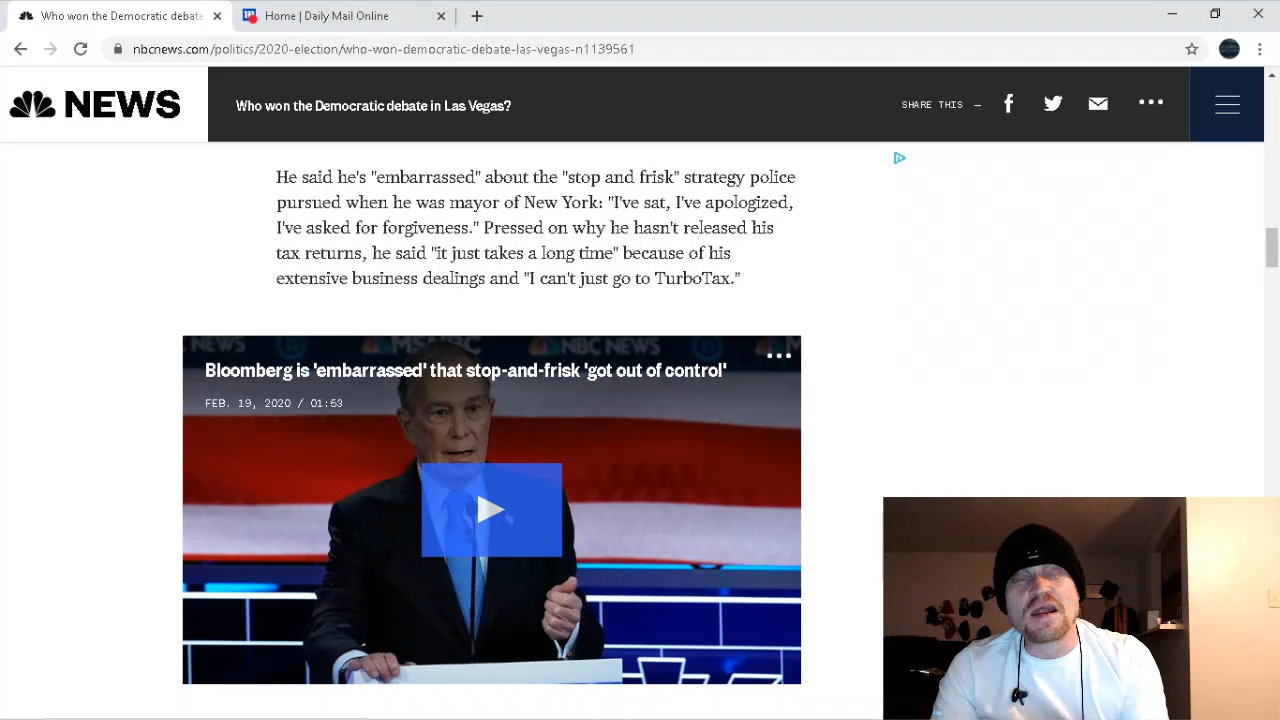 Who won the Democratic debate
Home | Daily Mail Online
nbcnews.com/politics/2020-election/who-won-democratic-debate-las-vegas-n1139561
NEWS
Who won the Democratic debate in Las Vegas?
SHARE THIS —
He said he's "embarrassed" about the "stop and frisk" strategy police
pursued when he was mayor of New York: "I've sat, I've apologized,
I've asked for forgiveness." Pressed on why he hasn't released his
tax returns, he said "it just takes a long time" because of his
extensive business dealings and "I can't just go to TurboTax."
NEWS MSNBC NBC NEWS
Bloomberg is 'embarrassed' that stop-and-frisk 'got out of control'
FEB. 19, 2020 / 01:53